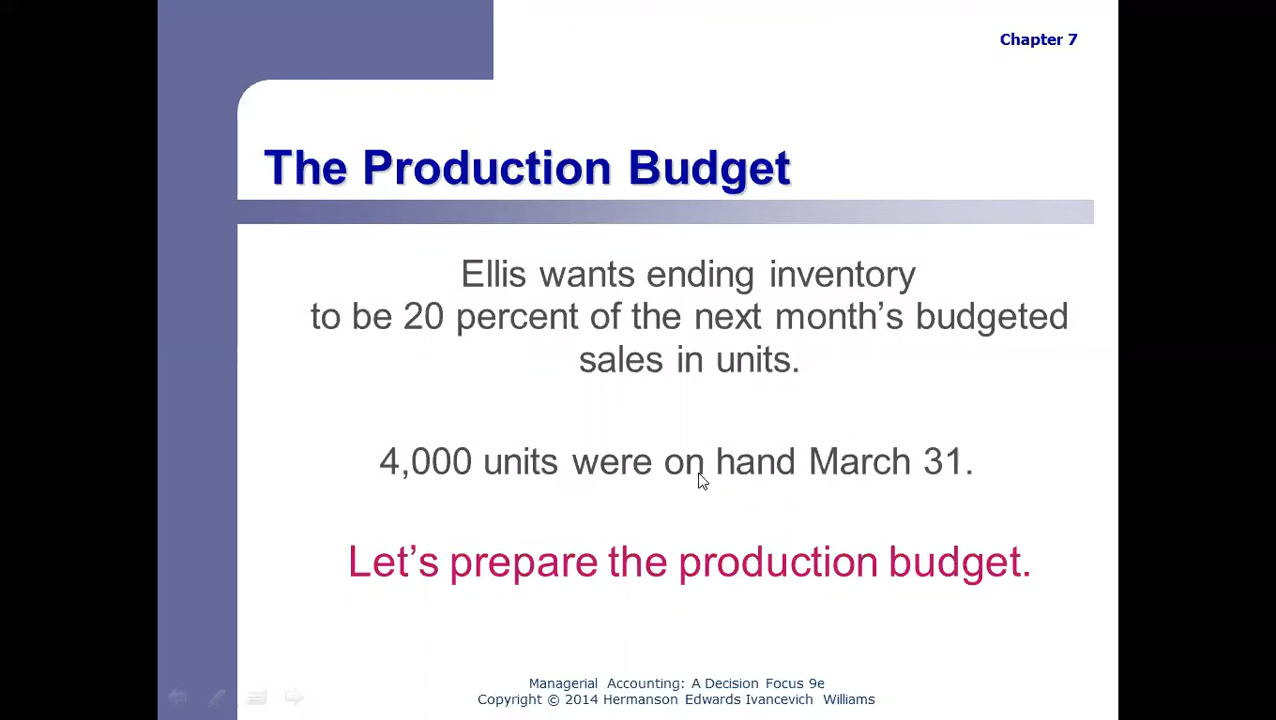 Chapter 7
The Production Budget
Ellis wants ending inventory
to be 20 percent of the next month’s budgeted
sales in units.
4,000 units were on hand March 31.
Let’s prepare the production budget.
Managerial Accounting: A Decision Focus 9e
Copyright © 2014 Hermanson Edwards Ivancevich Williams